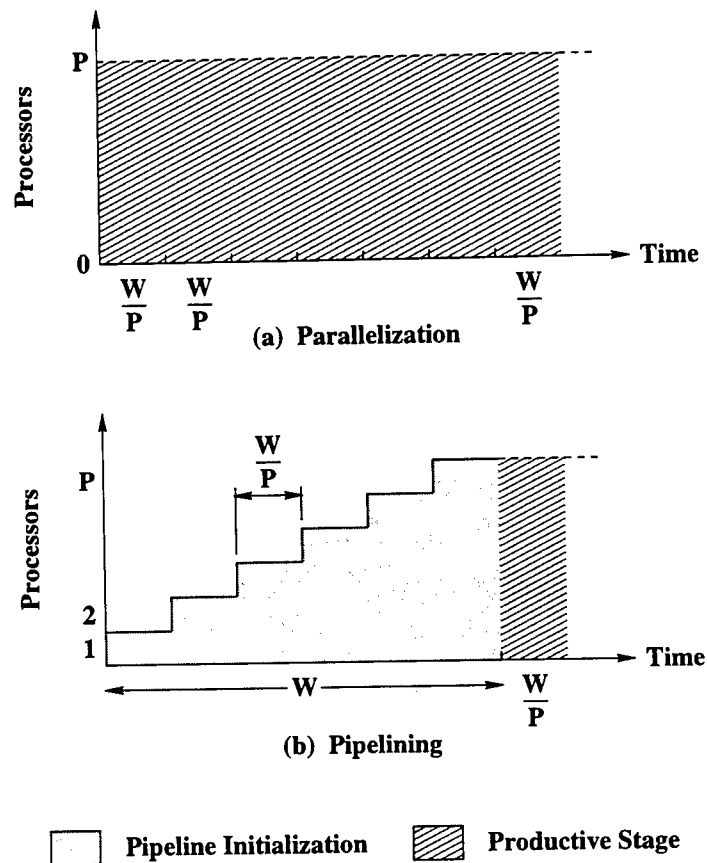 P
Processors
0
Time
W/P W/P W/P
(a) Parallelization
W/P
P
Processors
2
1
Time
W
W/P
(b) Pipelining
Pipeline Initialization
Productive Stage